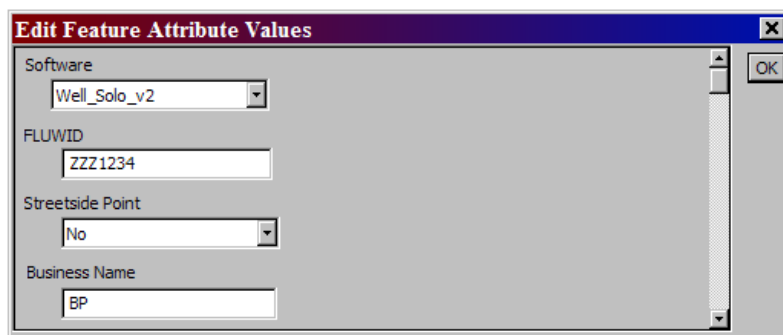 Edit Feature Attribute Values
Software
OK
Well_Solo_v2
FLUWID
ZZZ1234
Streetside Point
No
Business Name
BP